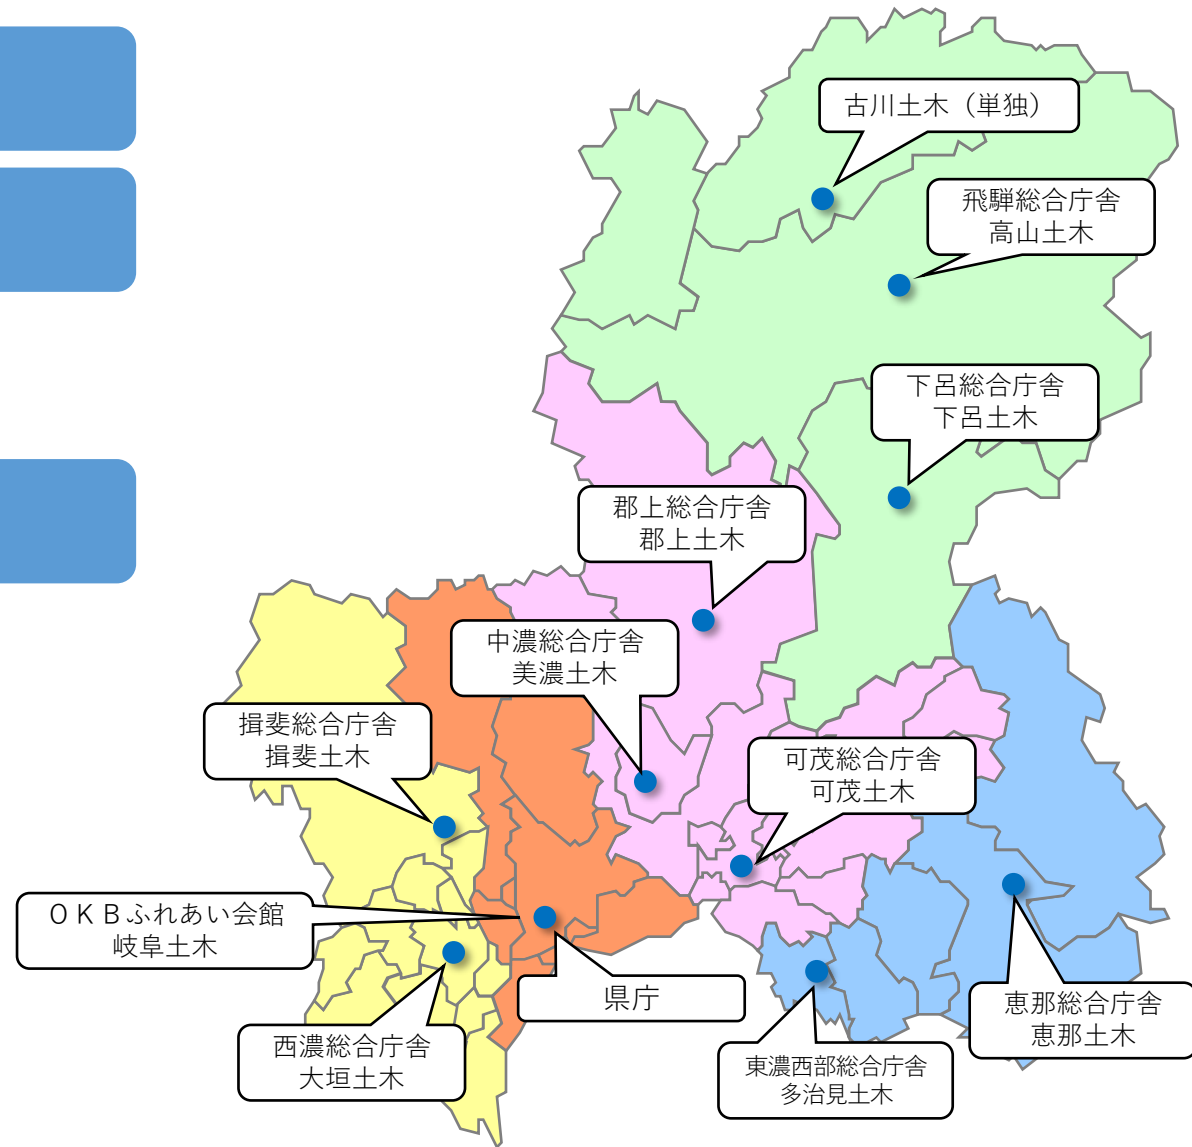 古川土木（単独）
飛騨総合庁舎
高山土木
下呂総合庁舎
下呂土木
郡上総合庁舎
郡上土木
中濃総合庁舎
美濃土木
揖斐総合庁舎
揖斐土木
可茂総合庁舎
可茂土木
ＯＫＢふれあい会館
岐阜土木
県庁
恵那総合庁舎
恵那土木
西濃総合庁舎
大垣土木
東濃西部総合庁舎
多治見土木